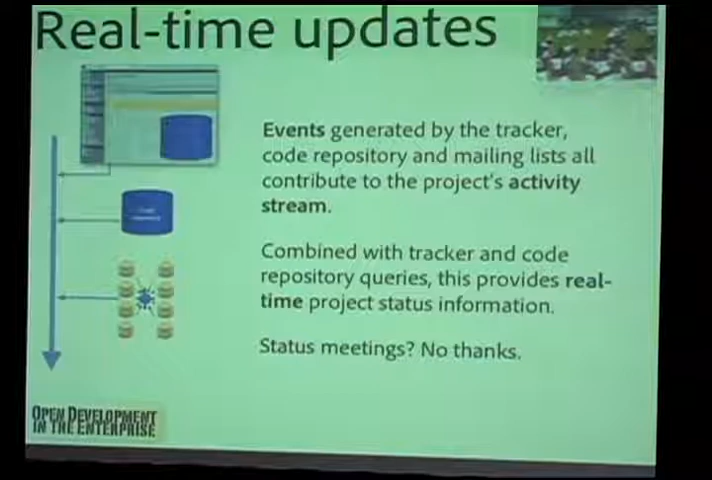 Real-time updates
Events generated by the tracker,
code repository and mailing lists all
contribute to the project's activity
stream.
Combined with tracker and code
repository queries, this provides real-
time project status information.
Status meetings? No thanks.
OPEN DEVELOPMENT
IN THE ENTERPRISE